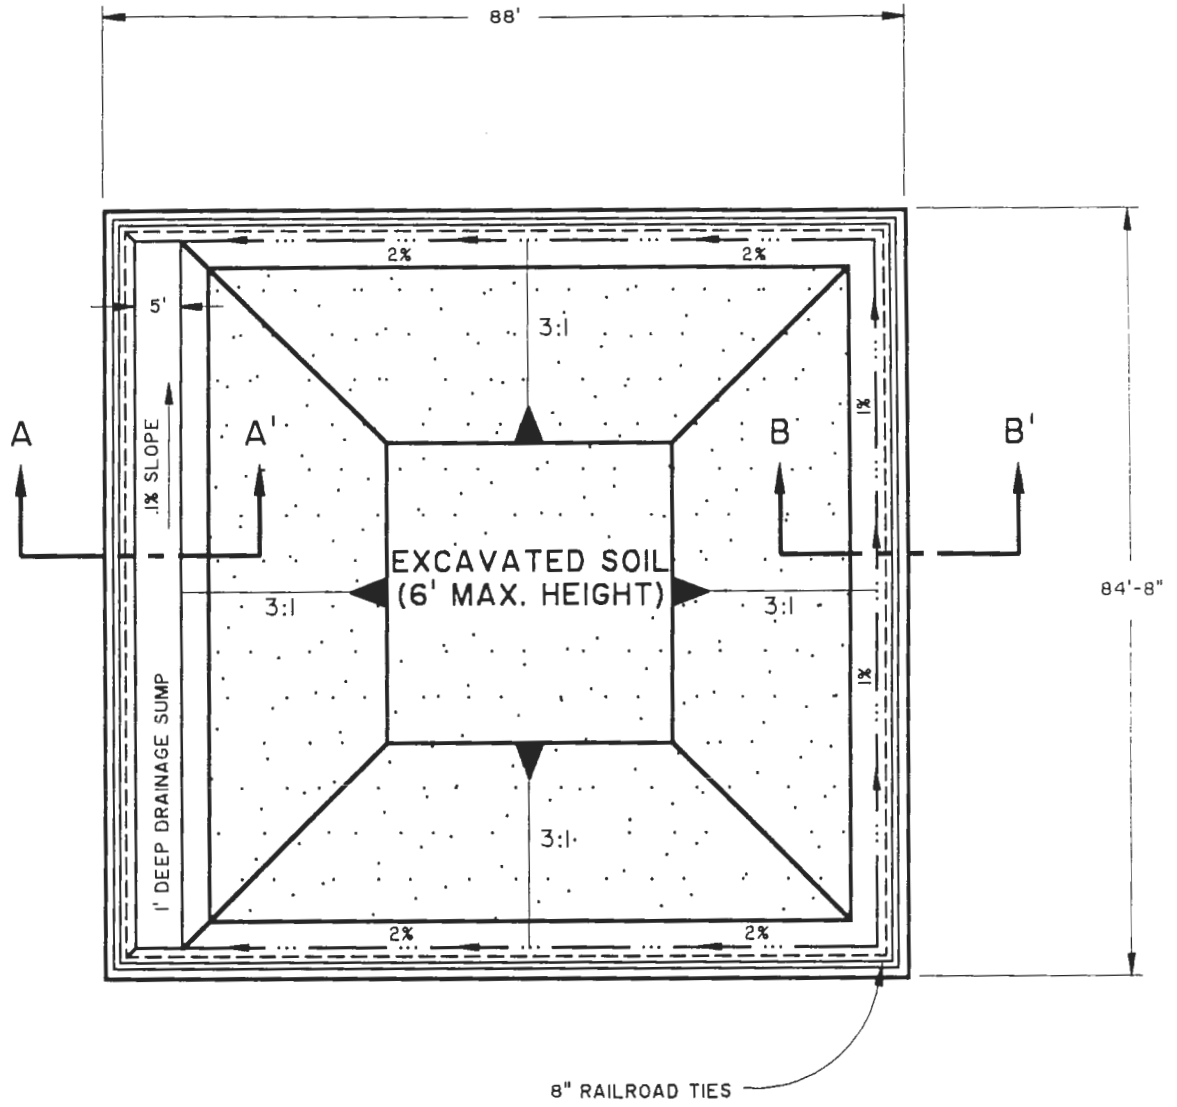 88'
2%
2%
5'
3:1
1%
A
A'
B
B'
.1% SLOPE
EXCAVATED SOIL
(6' MAX. HEIGHT)
84'-8"
3:1
3:1
1%
1' DEEP DRAINAGE SUMP
3:1
2%
2%
8" RAILROAD TIES